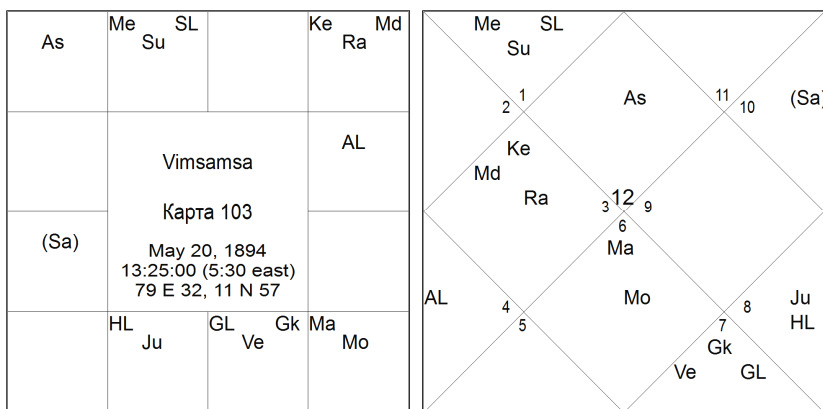 Me SL
Ke Md
As
Su
Ra
AL
Vimsamsa
Карта 103
(Sa)
May 20, 1894
13:25:00 (5:30 east)
79 E 32, 11 N 57
HL
GL Gk
Ma
Ju
Ve
Mo
Me SL
Su
As
1
11
2
10
(Sa)
Ke
Md
Ra
12
3
9
6
Ma
AL
Mo
4
8
Ju
5
7
HL
Gk
Ve
GL